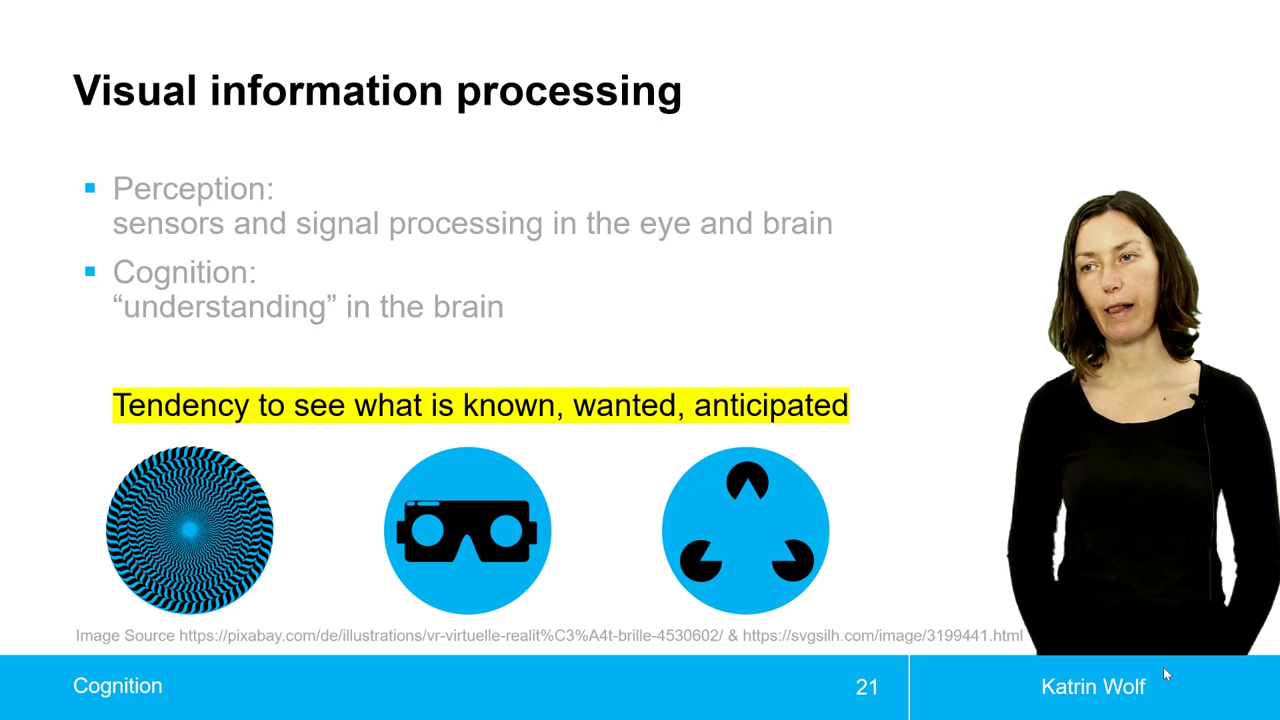 Visual information processing
Perception:
sensors and signal processing in the eye and brain
Cognition:
“understanding” in the brain
Tendency to see what is known, wanted, anticipated
Image Source https://pixabay.com/de/illustrations/vr-virtuelle-realit%C3%A4t-brille-4530602/ & https://svgsilh.com/image/3199441.html
Cognition
21
Katrin Wolf